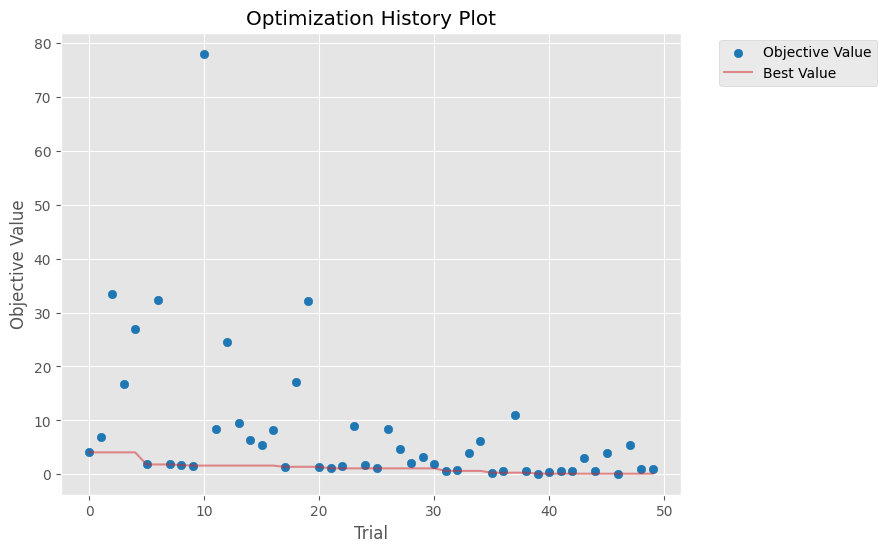 Optimization History Plot
Objective Value
Best Value
80
70
60
50
40
30
20
10
0
Objective Value
0 10 20 30 40 50
Trial